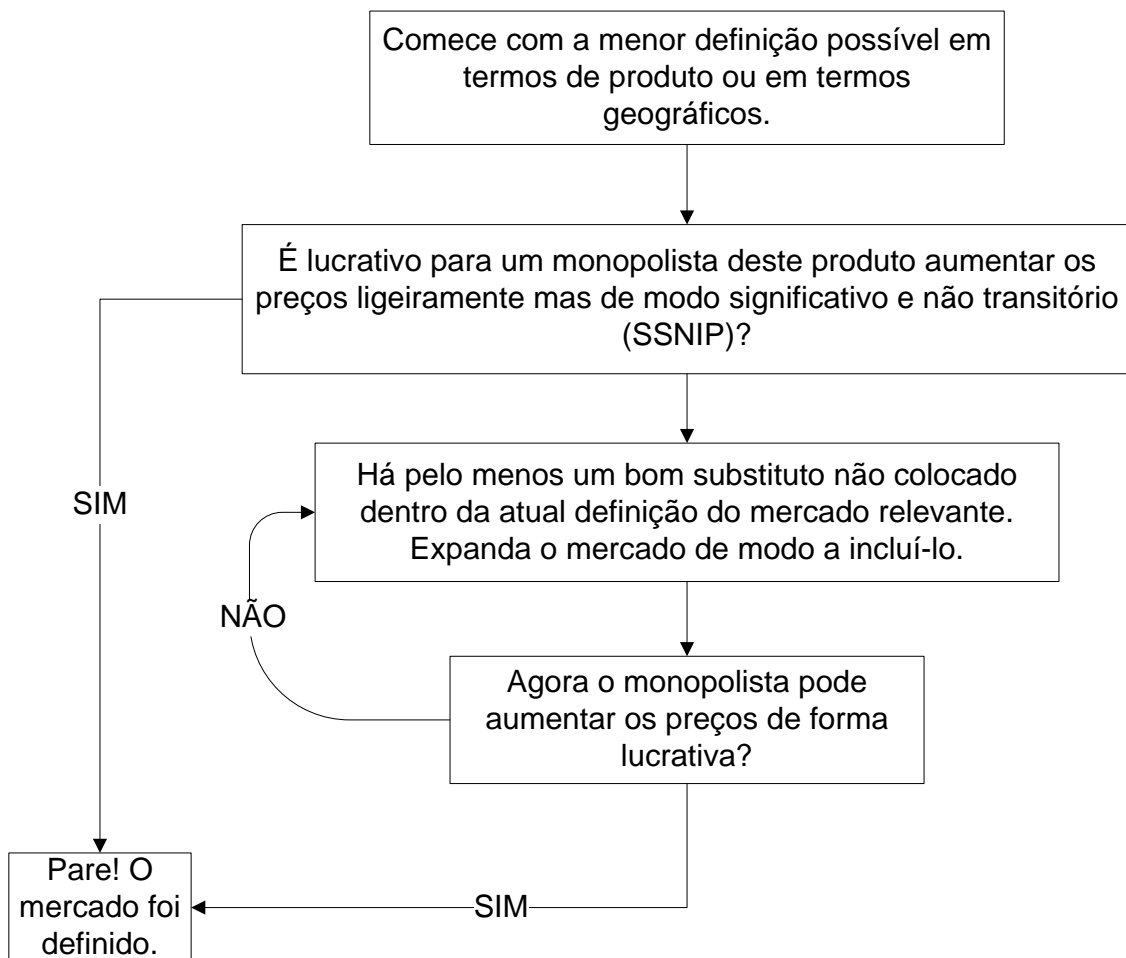 Comece com a menor definição possível em
termos de produto ou em termos
geográficos.
É lucrativo para um monopolista deste produto aumentar os
preços ligeiramente mas de modo significativo e não transitório
(SSNIP)?
SIM
Há pelo menos um bom substituto não colocado
dentro da atual definição do mercado relevante.
Expanda o mercado de modo a incluí-lo.
NÃO
Agora o monopolista pode
aumentar os preços de forma
lucrativa?
Pare! O
mercado foi
definido.
SIM